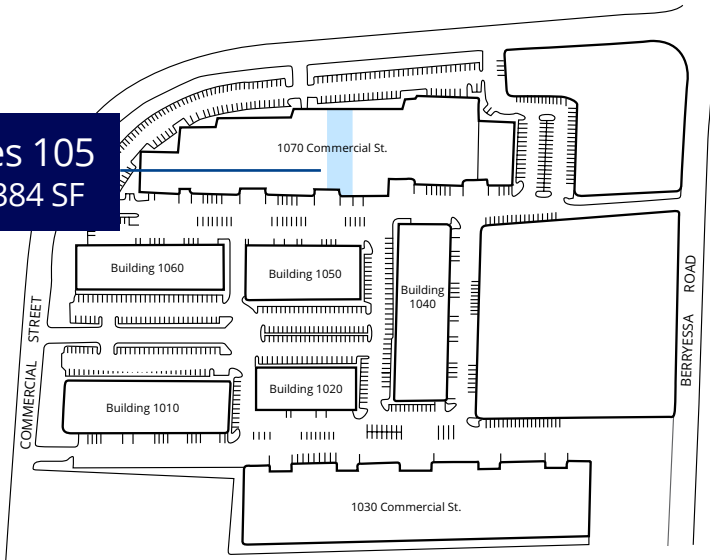 es 105
384 SF
1070 Commercial St.
Building 1060
Building 1050
Building
1040
Building 1010
Building 1020
1030 Commercial St.
COMMERCIAL STREET
BERRYESSA ROAD